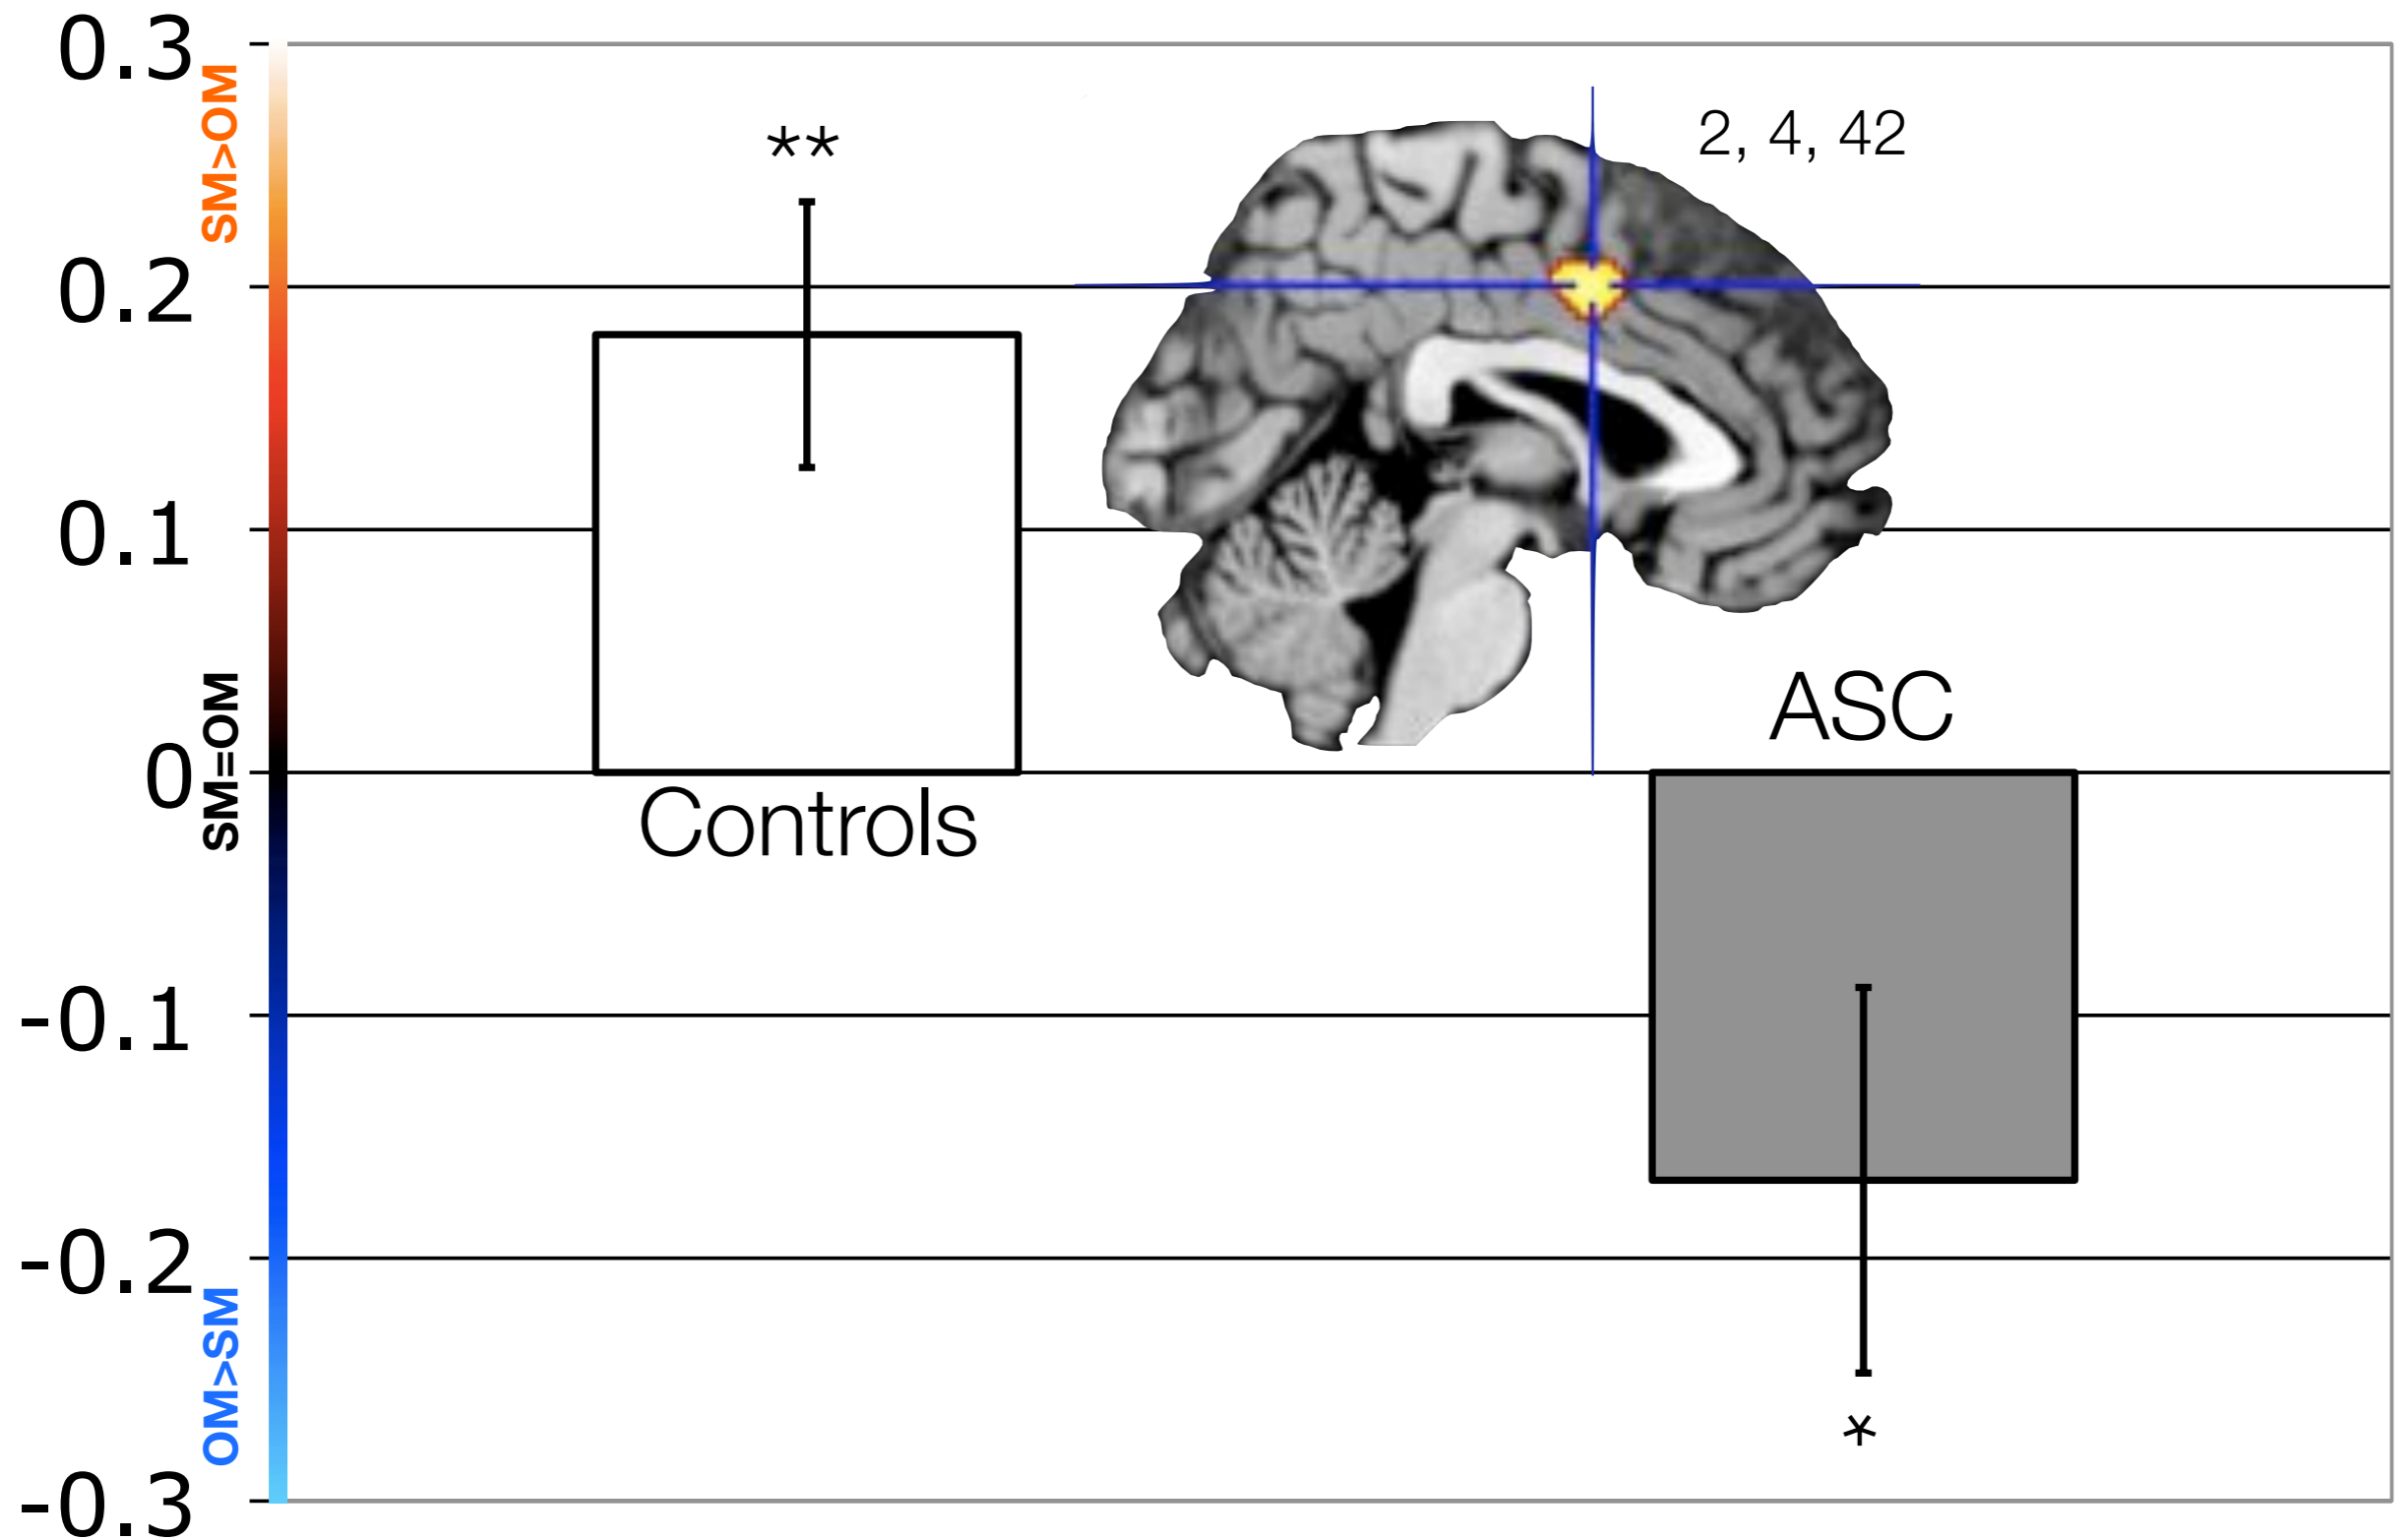 0.3
SM>OM
**
2, 4, 42
0.2
0.1
SM=OM
ASC
0
Controls
-0.1
-0.2
OM>SM
*
-0.3